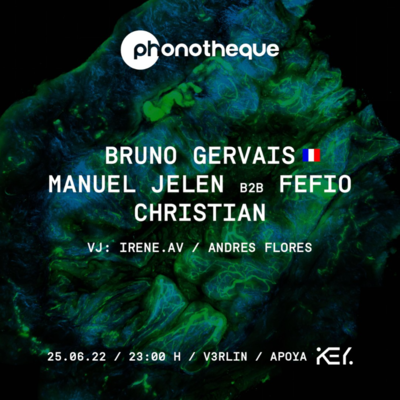 phonotheque
BRUNO GERVAIS
MANUEL JELEN B2B FEFIO
CHRISTIAN
VJ: IRENE.AV / ANDRES FLORES
25.06.22 / 23:00 H / V3RLIN / APOYA KEY.